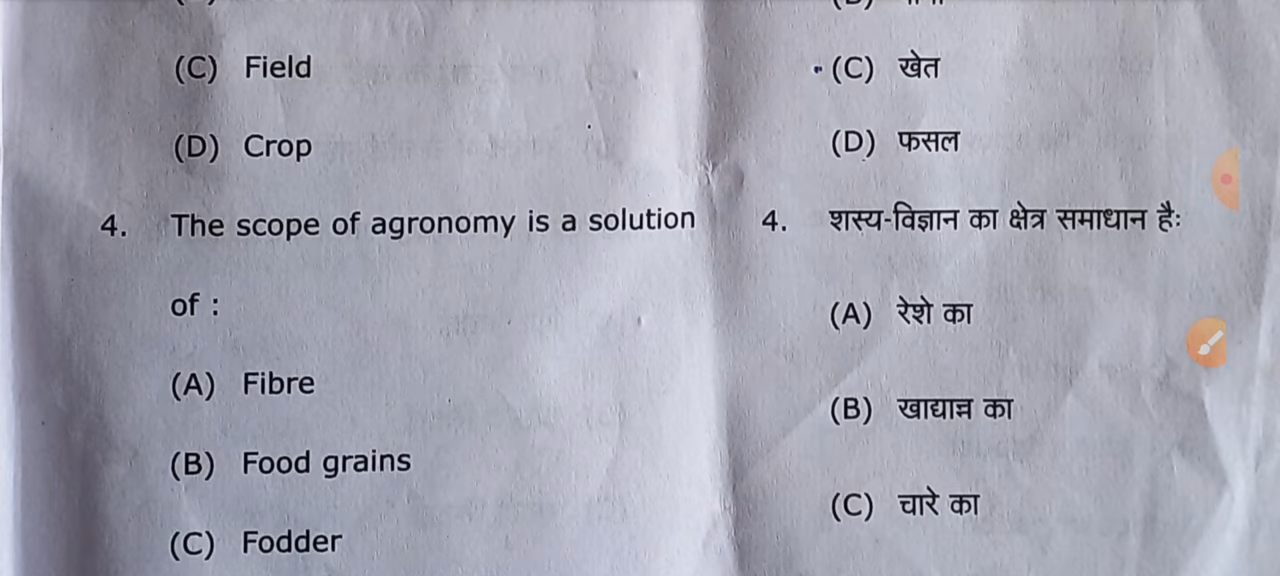 (C) Field
(D) Crop
4. The scope of agronomy is a solution
of :
(A) Fibre
(B) Food grains
(C) Fodder
(C) खेत
(D) फसल
4. शस्य-विज्ञान का क्षेत्र समाधान हैः
(A) रेशे का
(B) खाद्यान्न का
(C) चारे का